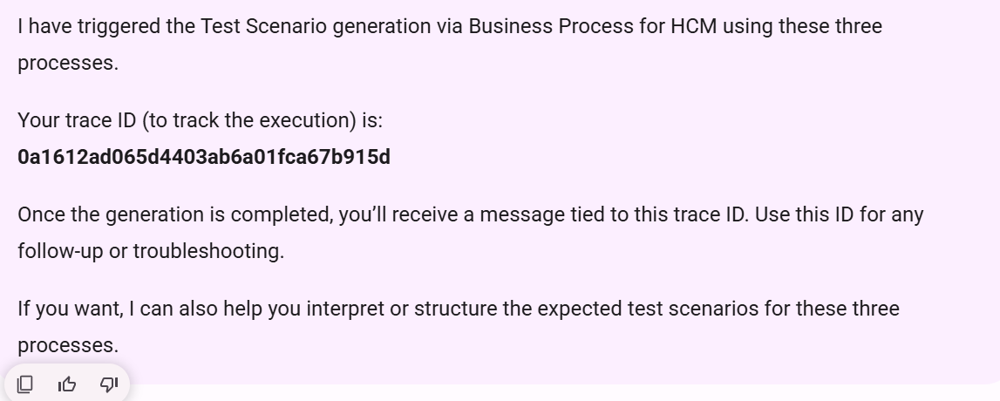 I have triggered the Test Scenario generation via Business Process for HCM using these three
processes.
Your trace ID (to track the execution) is:
0a1612ad065d4403ab6a01fca67b915d
Once the generation is completed, you’ll receive a message tied to this trace ID. Use this ID for any
follow-up or troubleshooting.
If you want, I can also help you interpret or structure the expected test scenarios for these three
processes.